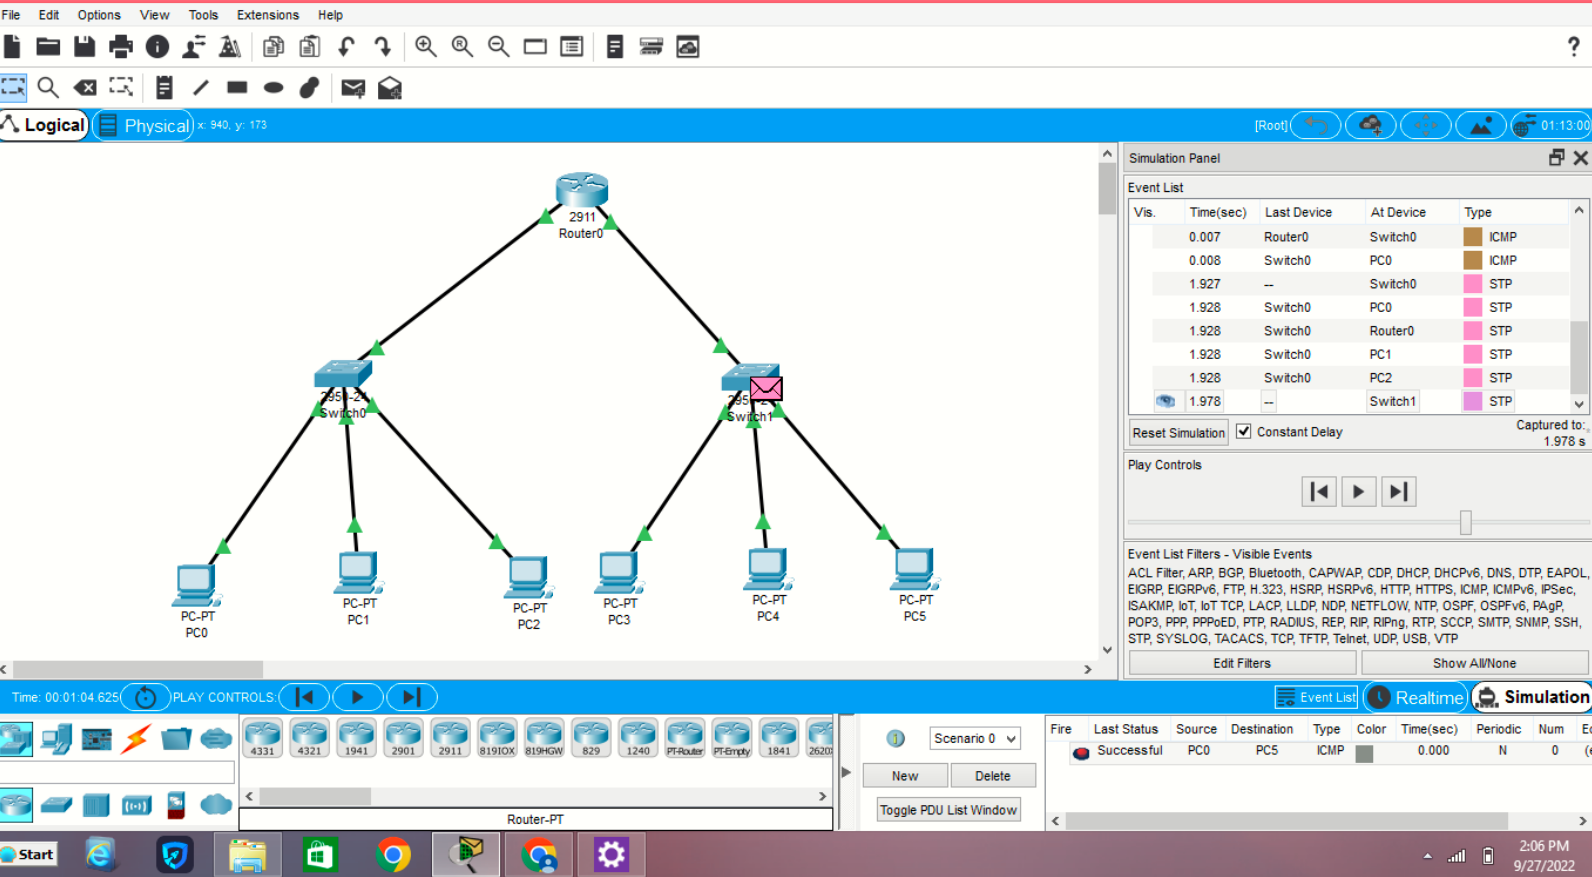 File Edit Options View Tools Extensions Help
?
Logical Physical x: 940, y: 173 [Root] 01:13:00
2911
Router0
2950-24
Switch0
Switch1
PC-PT
PC0
PC-PT
PC1
PC-PT
PC2
PC-PT
PC3
PC-PT
PC4
PC-PT
PC5
Simulation Panel
Event List
Vis. Time(sec) Last Device At Device Type
0.007 Router0 Switch0 ICMP
0.008 Switch0 PC0 ICMP
1.927 -- Switch0 STP
1.928 Switch0 PC0 STP
1.928 Switch0 Router0 STP
1.928 Switch0 PC1 STP
1.928 Switch0 PC2 STP
1.978 -- Switch1 STP
Reset Simulation Constant Delay Captured to:
1.978 s
Play Controls
Event List Filters - Visible Events
ACL Filter, ARP, BGP, Bluetooth, CAPWAP, CDP, DHCP, DHCPv6, DNS, DTP, EAPOL,
EIGRP, EIGRPv6, FTP, H.323, HSRP, HSRPv6, HTTP, HTTPS, ICMP, ICMPv6, IPSec,
ISAKMP, IoT, IoT TCP, LACP, LLDP, NDP, NETFLOW, NTP, OSPF, OSPFv6, PAgP,
POP3, PPP, PPPoED, PTP, RADIUS, REP, RIP, RIPng, RTP, SCCP, SMTP, SNMP, SSH,
STP, SYSLOG, TACACS, TCP, TFTP, Telnet, UDP, USB, VTP
Edit Filters Show All/None
Time: 00:01:04.625 PLAY CONTROLS: Event List Realtime Simulation
4331 4321 1941 2901 2911 819IOX 819HGW 829 1240 PT-Router PT-Empty 1841 2620X
Router-PT
Scenario 0
New Delete
Toggle PDU List Window
Fire Last Status Source Destination Type Color Time(sec) Periodic Num Ed
Successful PC0 PC5 ICMP 0.000 N 0 (e
Start
2:06 PM
9/27/2022